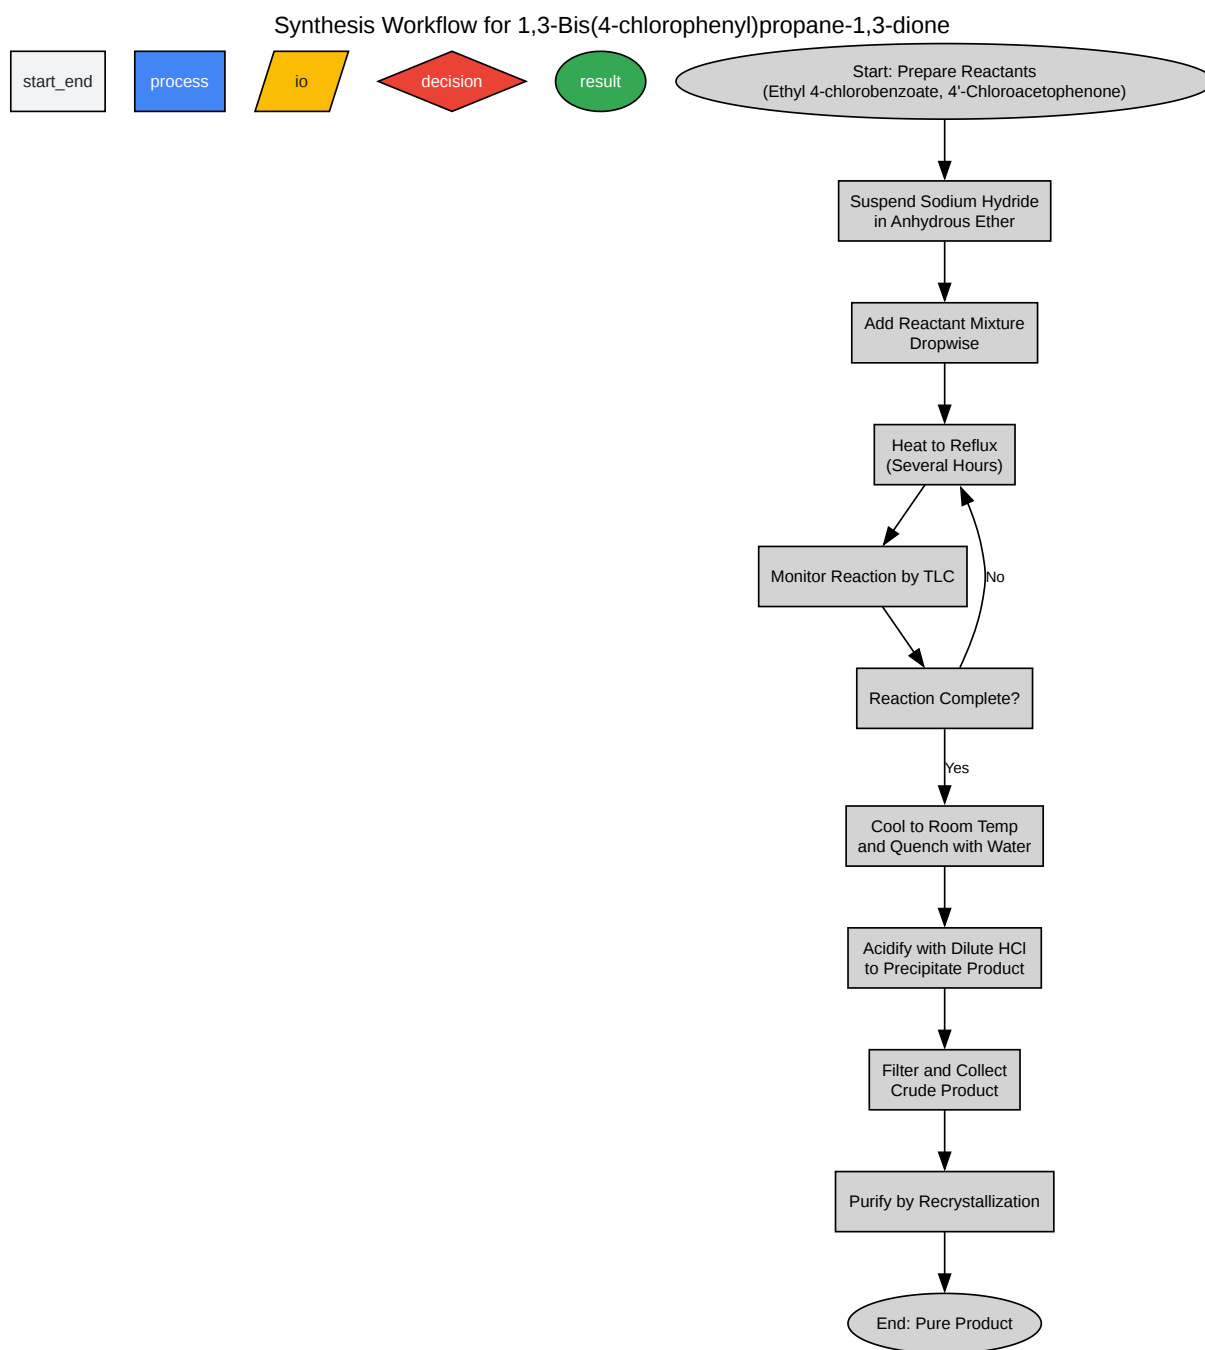 Synthesis Workflow for 1,3-Bis(4-chlorophenyl)propane-1,3-dione
start_end
process
io
decision
result
Start: Prepare Reactants
(Ethyl 4-chlorobenzoate, 4'-Chloroacetophenone)
Suspend Sodium Hydride
in Anhydrous Ether
Add Reactant Mixture
Dropwise
Heat to Reflux
(Several Hours)
Monitor Reaction by TLC
No
Reaction Complete?
Yes
Cool to Room Temp
and Quench with Water
Acidify with Dilute HCl
to Precipitate Product
Filter and Collect
Crude Product
Purify by Recrystallization
End: Pure Product